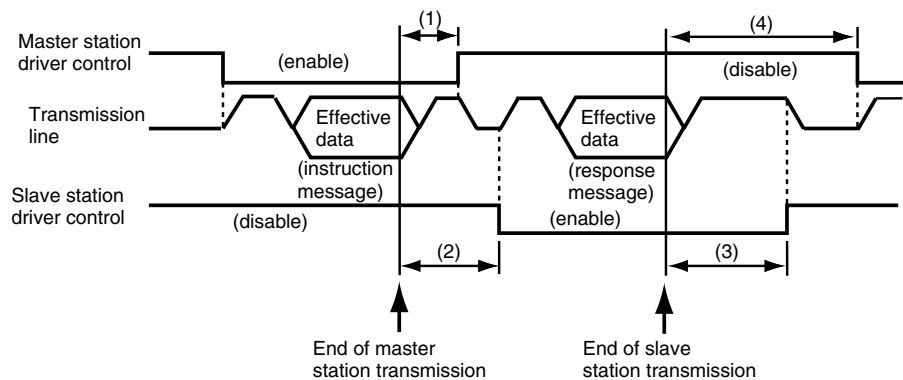 (1)
(4)
Master station
driver control
(enable)
(disable)
Transmission
line
Effective
data
Effective
data
(instruction
message)
(response
message)
Slave station
driver control
(disable)
(enable)
(2)
(3)
End of master
station transmission
End of slave
station transmission